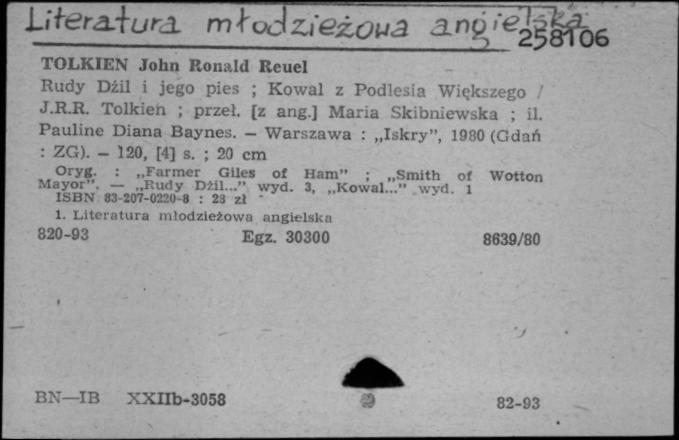 Literatura młodzieżowa angielska
258106
TOLKIEN John Ronald Reuel
Rudy Dżil i jego pies ; Kowal z Podlesia Większego /
J.R.R. Tolkien ; przeł. [z ang.] Maria Skibniewska ; il.
Pauline Diana Baynes. — Warszawa : „Iskry”, 1980 (Gdań
: ZG). — 120, [4] s. ; 20 cm
Oryg. : „Farmer Giles of Ham” ; „Smith of Wotton
Mayor”. — „Rudy Dżil...” wyd. 3, „Kowal...” wyd. 1
ISBN 83-207-0220-8 : 28 zł
1. Literatura młodzieżowa angielska
820-93 Egz. 30300 8639/80
BN—IB XXIIb-3058 82-93